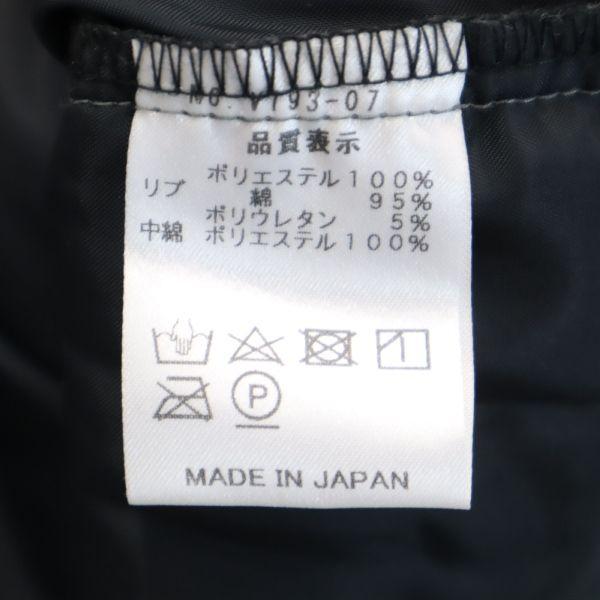 品質表示
ポリエステル100%
リブ 綿 95%
ポリウレタン 5%
中綿 ポリエステル100%
P
MADE IN JAPAN